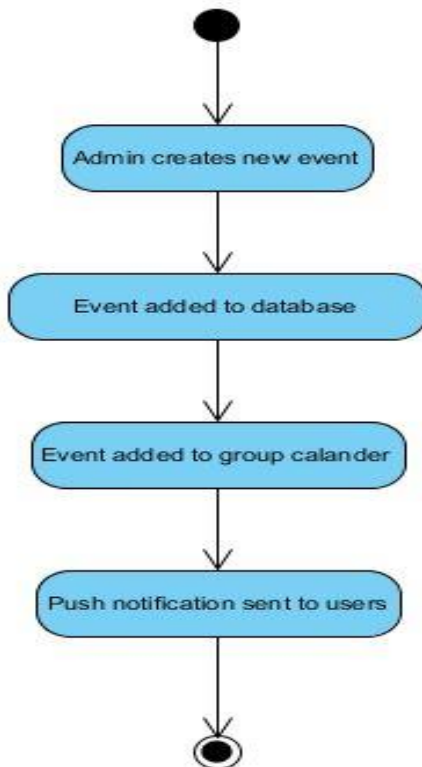 Admin creates new event
Event added to database
Event added to group calander
Push notification sent to users